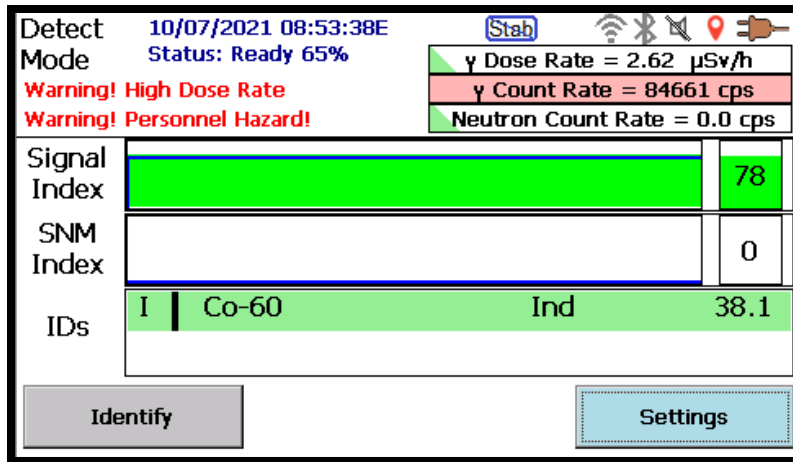 Detect Mode
10/07/2021 08:53:38E
Status: Ready 65%
Stab
Warning! High Dose Rate
Warning! Personnel Hazard!
γ Dose Rate = 2.62 µSv/h
γ Count Rate = 84661 cps
Neutron Count Rate = 0.0 cps
Signal Index
78
SNM Index
0
IDs
I Co-60 Ind 38.1
Identify
Settings